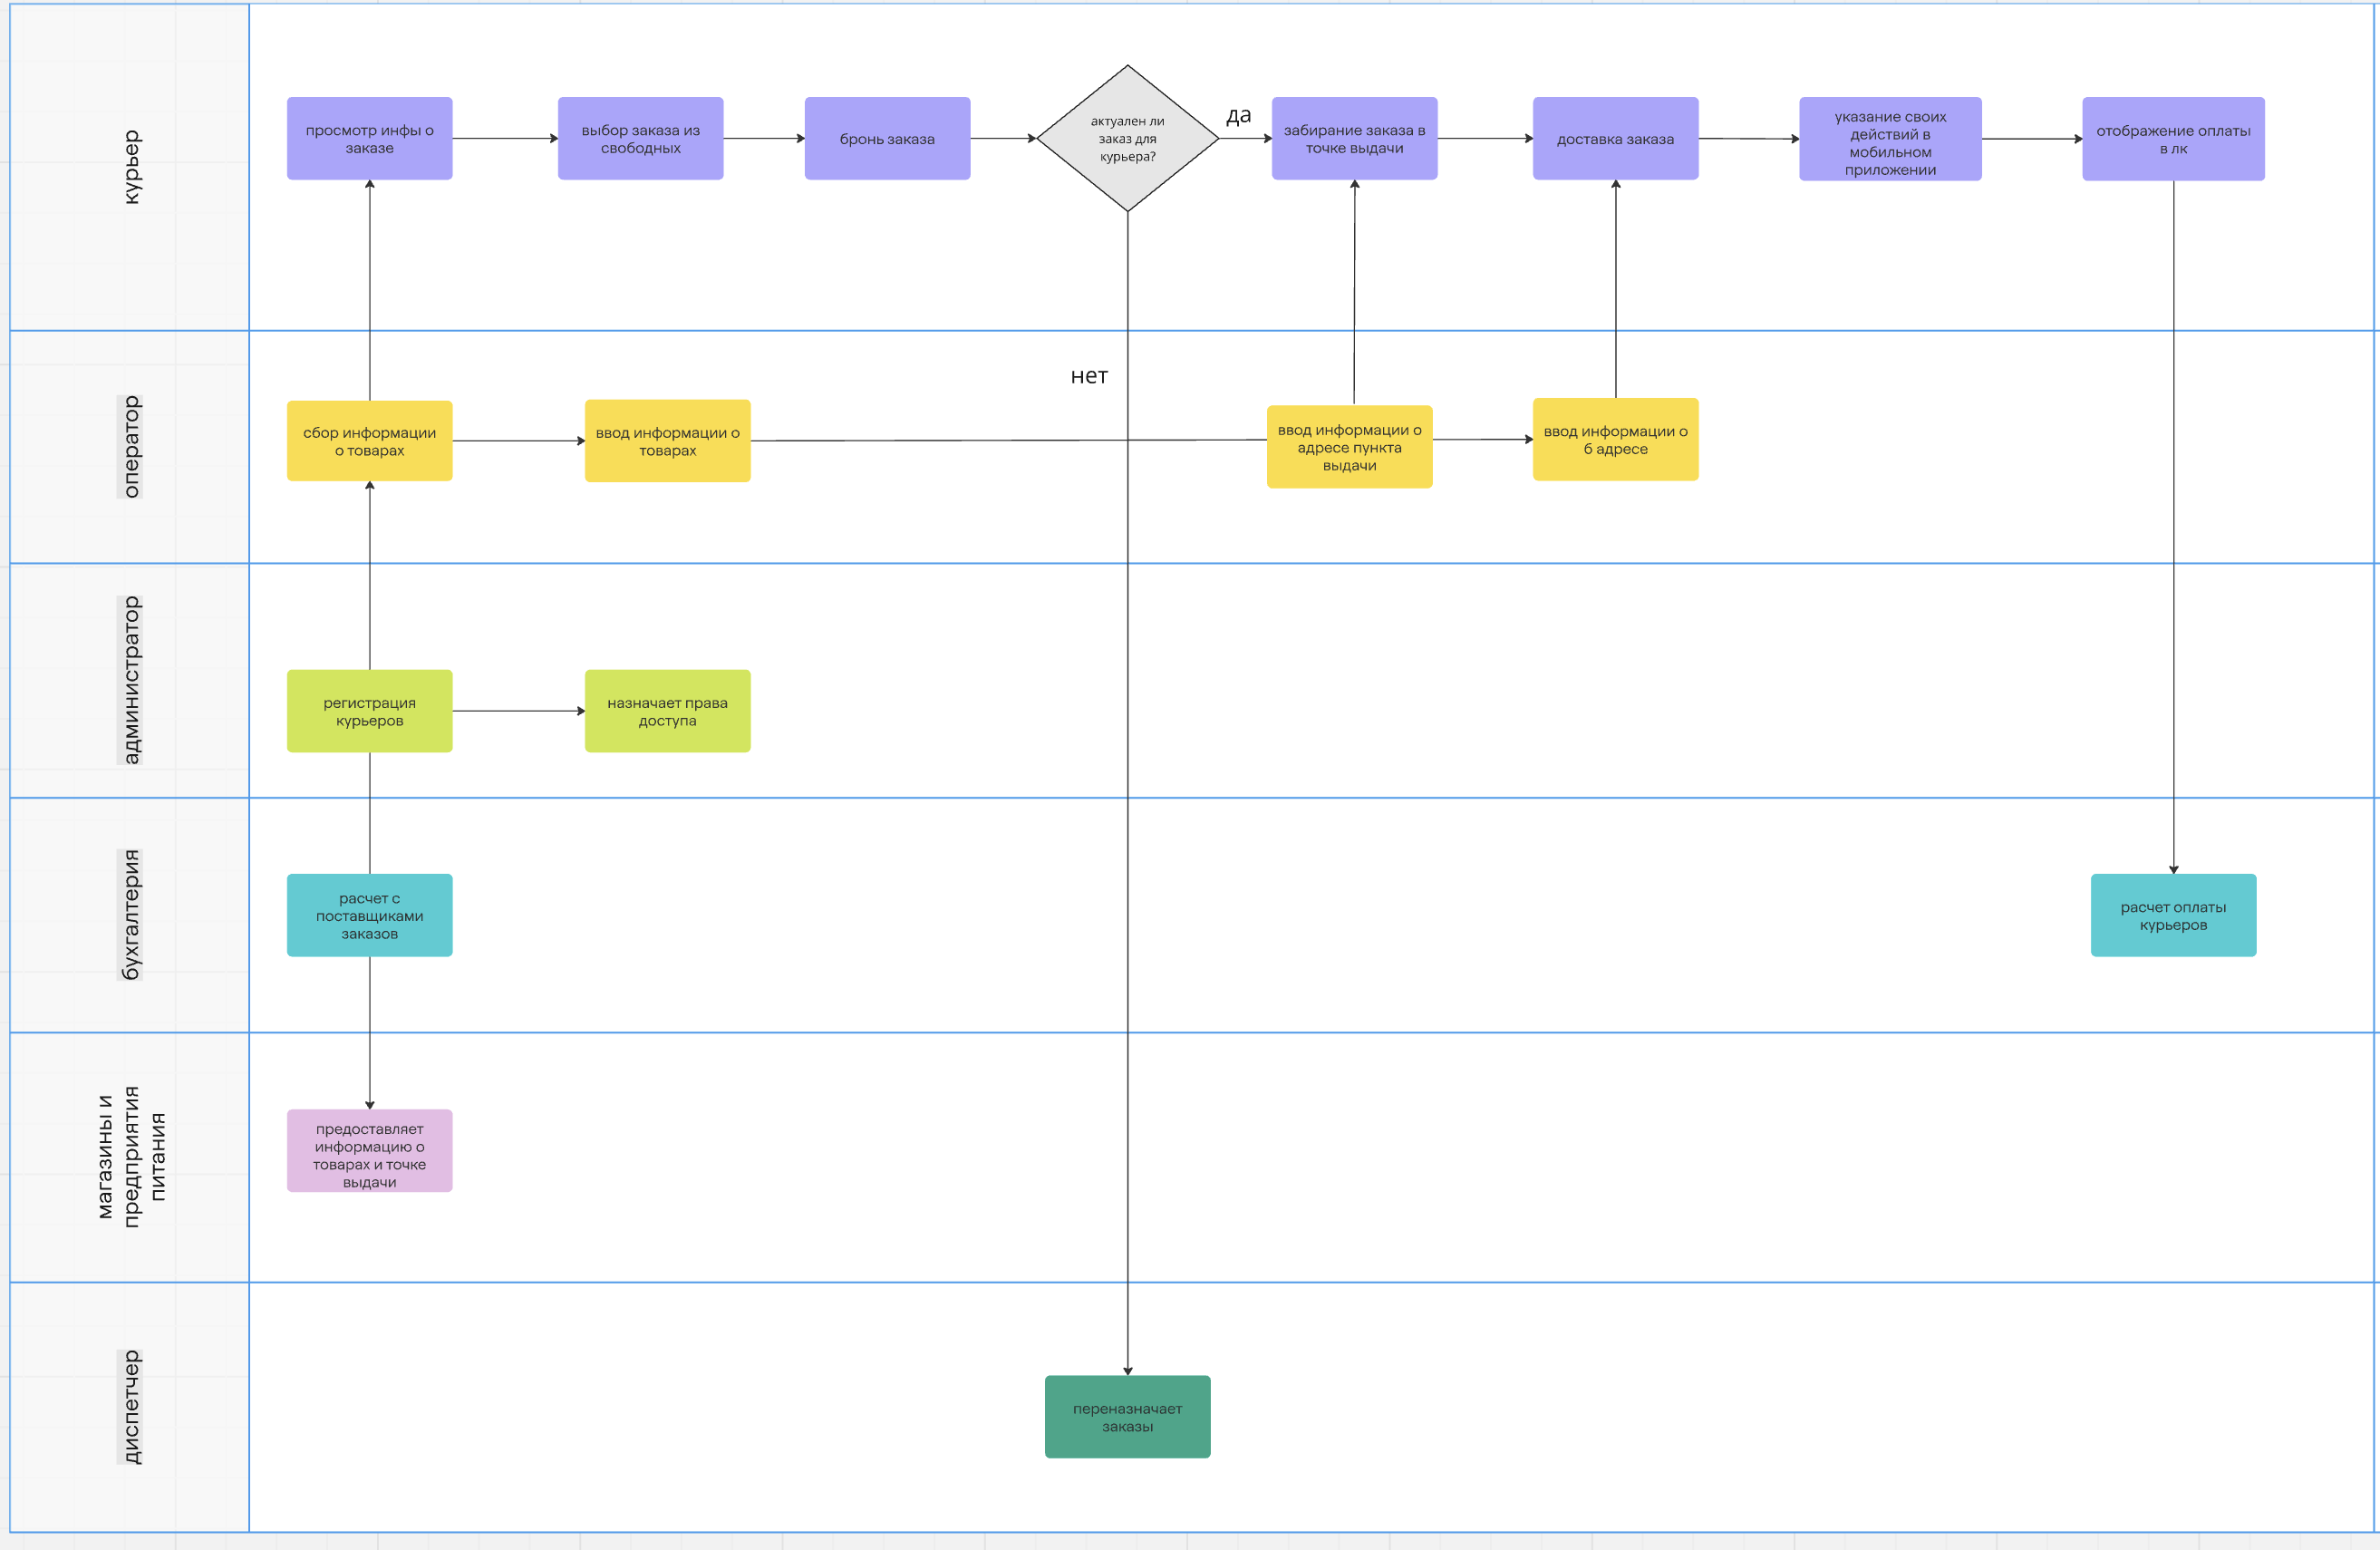 курьер
просмотр инфы о
заказе
выбор заказа из
свободных
бронь заказа
актуален ли
заказ для
курьера?
да
забирание заказа в
точке выдачи
доставка заказа
указание своих
действий в
мобильном
приложении
отображение оплаты
в лк
нет
оператор
сбор информации
о товарах
ввод информации о
товарах
ввод информации о
адресе пункта
выдачи
ввод информации о
б адресе
администратор
регистрация
курьеров
назначает права
доступа
бухгалтерия
расчет с
поставщиками
заказов
расчет оплаты
курьеров
магазины и
предприятия
питания
предоставляет
информацию о
товарах и точке
выдачи
диспетчер
переназначает
заказы